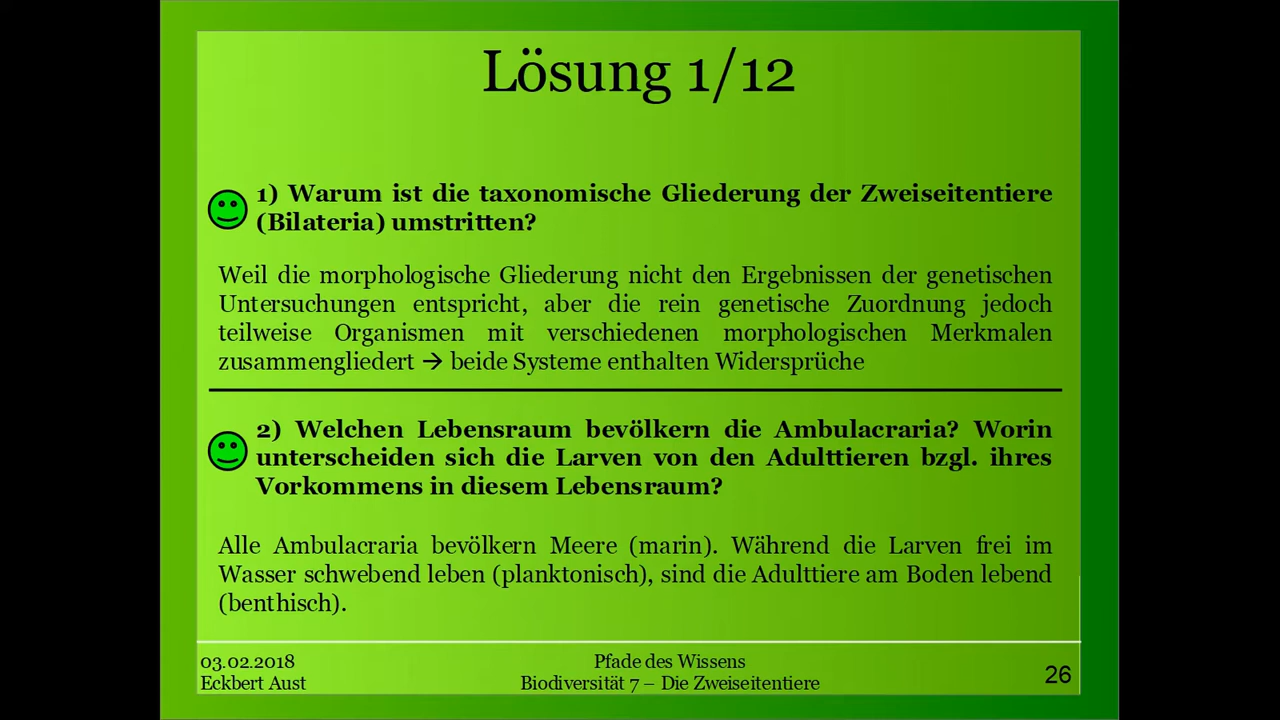 Lösung 1/12
1) Warum ist die taxonomische Gliederung der Zweiseitentiere
(Bilateria) umstritten?
Weil die morphologische Gliederung nicht den Ergebnissen der genetischen
Untersuchungen entspricht, aber die rein genetische Zuordnung jedoch
teilweise Organismen mit verschiedenen morphologischen Merkmalen
zusammengliedert → beide Systeme enthalten Widersprüche
2) Welchen Lebensraum bevölkern die Ambulacraria? Worin
unterscheiden sich die Larven von den Adulttieren bzgl. ihres
Vorkommens in diesem Lebensraum?
Alle Ambulacraria bevölkern Meere (marin). Während die Larven frei im
Wasser schwebend leben (planktonisch), sind die Adulttiere am Boden lebend
(benthisch).
03.02.2018
Eckbert Aust
Pfade des Wissens
Biodiversität 7 – Die Zweiseitentiere
26